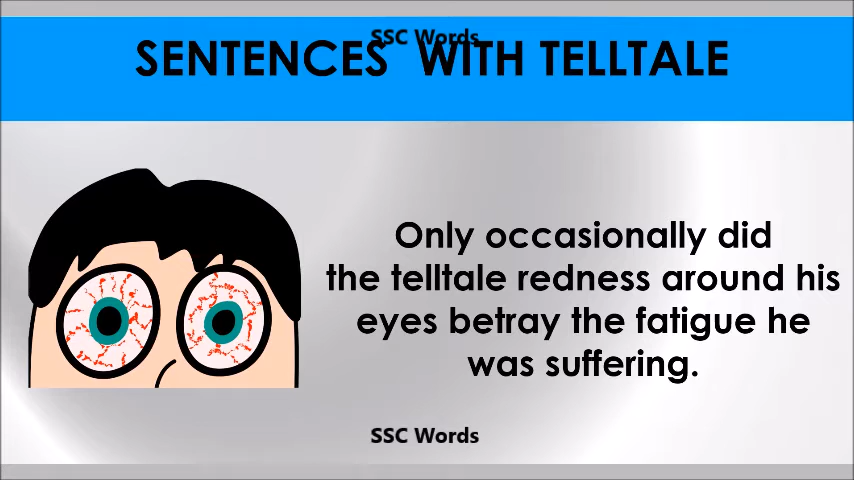 SSC Words
SENTENCES WITH TELLTALE
Only occasionally did
the telltale redness around his
eyes betray the fatigue he
was suffering.
SSC Words